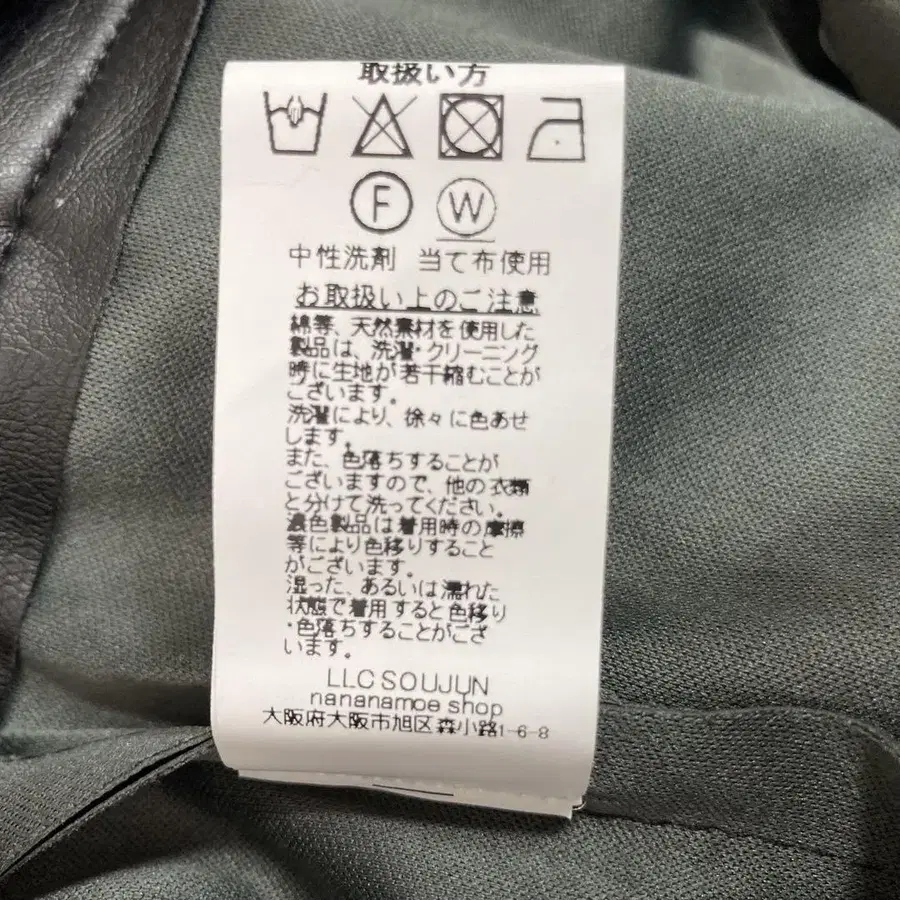 取扱い方
F W
中性洗剤 当て布使用
お取扱い上のご注意
綿等、天然素材を使用した
製品は、洗濯・クリーニング
時に生地が若干縮むことが
ございます。
洗濯により、徐々に色あせ
します。
また、色落ちすることが
ございますので、他の衣類
と分けて洗ってください。
濃色製品は着用時の摩擦
等により色移りすること
がございます。
湿った、あるいは濡れた
状態で着用すると色移り
・色落ちすることがござ
います。
LLC SOUJUN
nananamoe shop
大阪府大阪市旭区森小路1-6-8